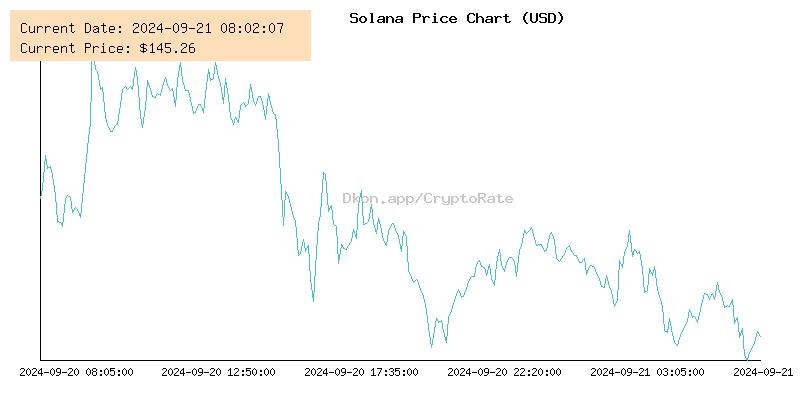 Solana Price Chart (USD)
Current Date: 2024-09-21 08:02:07
Current Price: $145.26
Dkon.app/CryptoRate
2024-09-20 08:05:00 2024-09-20 12:50:00 2024-09-20 17:35:00 2024-09-20 22:20:00 2024-09-21 03:05:00 2024-09-21